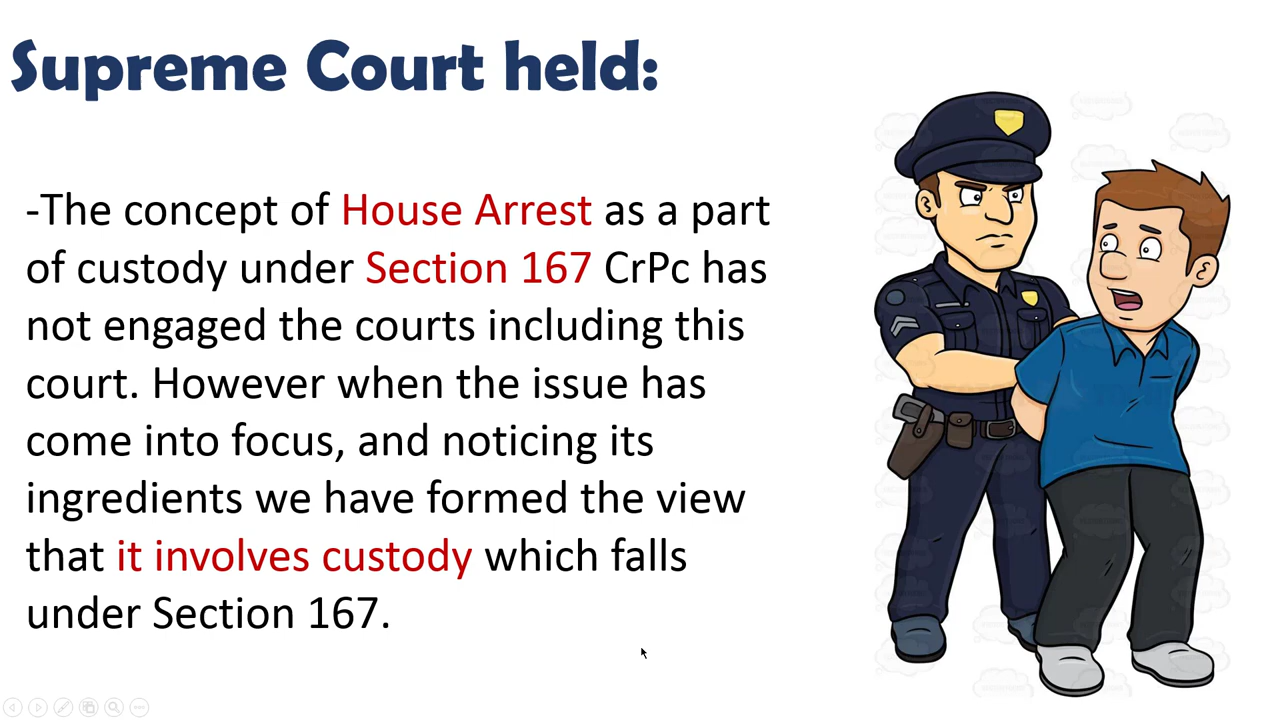 Supreme Court held:
-The concept of House Arrest as a part
of custody under Section 167 CrPc has
not engaged the courts including this
court. However when the issue has
come into focus, and noticing its
ingredients we have formed the view
that it involves custody which falls
under Section 167.